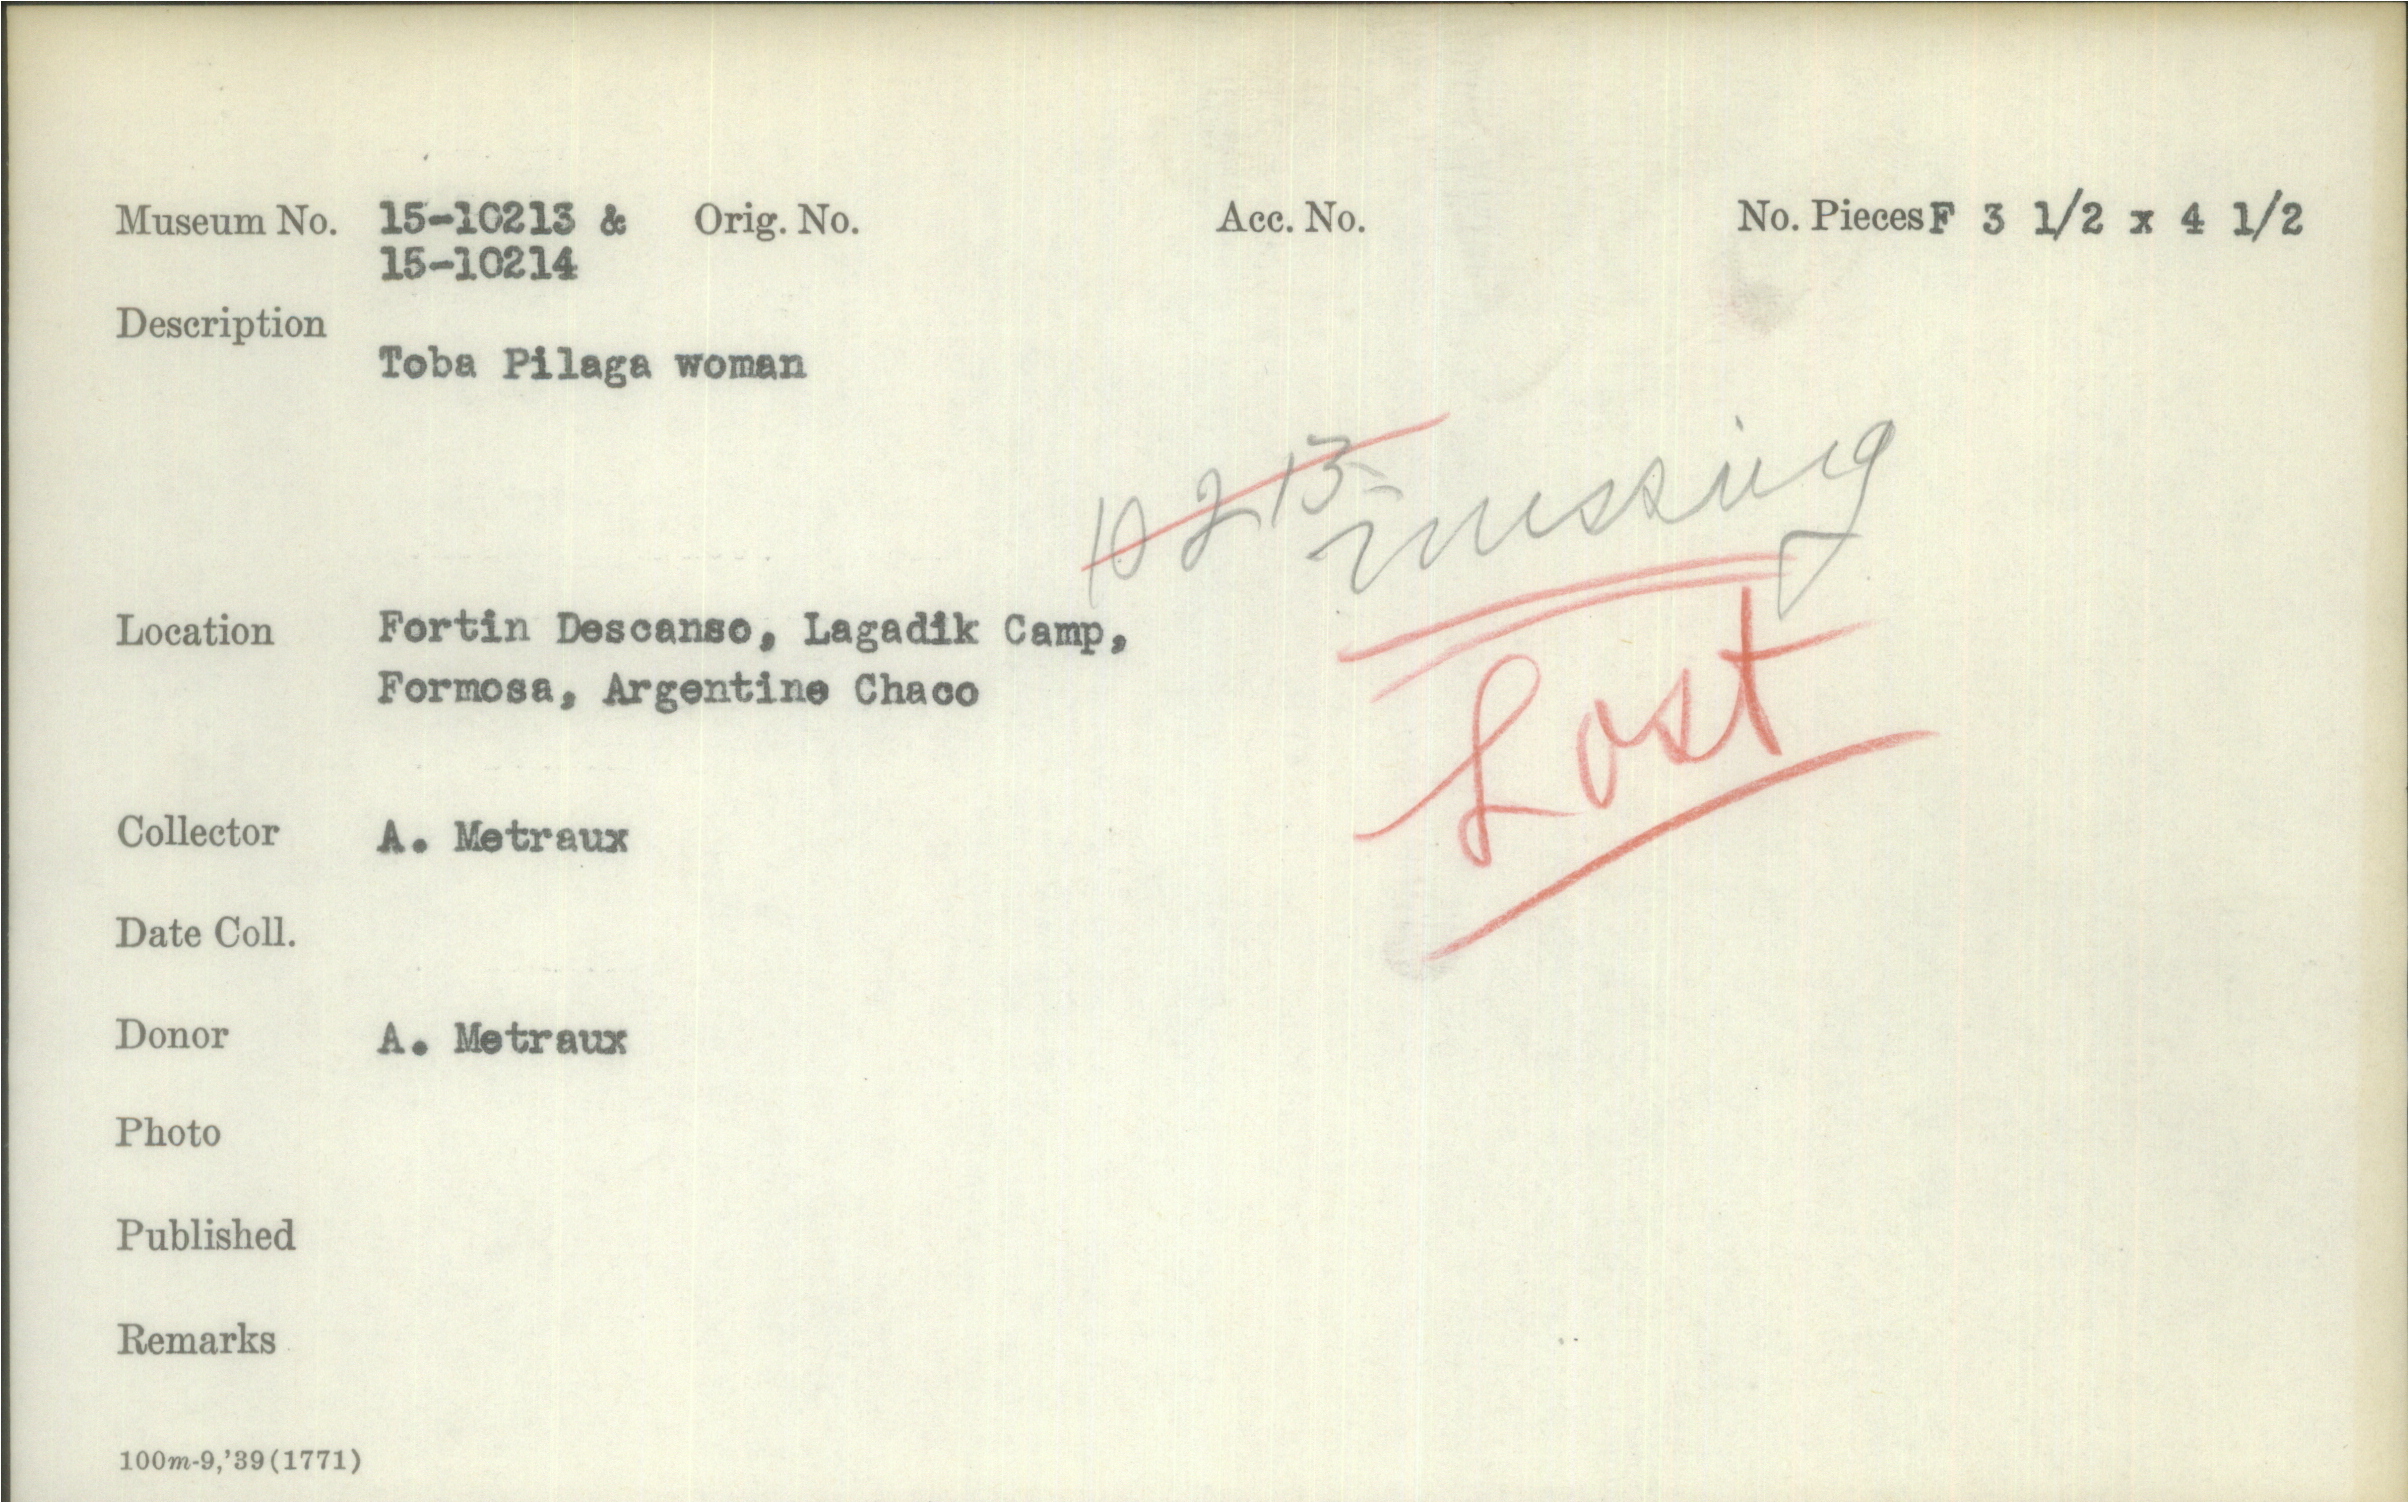 Museum No. 15-10213 & Orig. No. Acc. No. No. Pieces F 3 1/2 x 4 1/2
15-10214
Description
Toba Pilaga woman
10213- missing
Lost
Location Fortin Descanso, Lagadik Camp,
Formosa, Argentine Chaco
Collector A. Metraux
Date Coll.
Donor A. Metraux
Photo
Published
Remarks
100m-9,'39(1771)